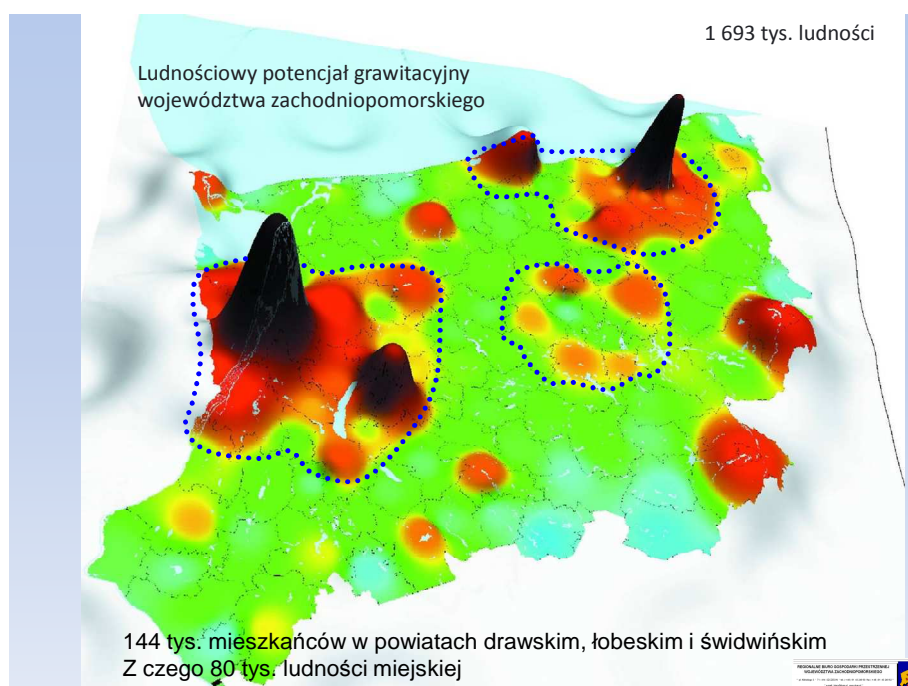 1 693 tys. ludności
Ludnościowy potencjał grawitacyjny
województwa zachodniopomorskiego
144 tys. mieszkańców w powiatach drawskim, łobeskim i świdwińskim
Z czego 80 tys. ludności miejskiej
REGIONALNE BIURO GOSPODARKI PRZESTRZENNEJ
WOJEWÓDZTWA ZACHODNIOPOMORSKIEGO